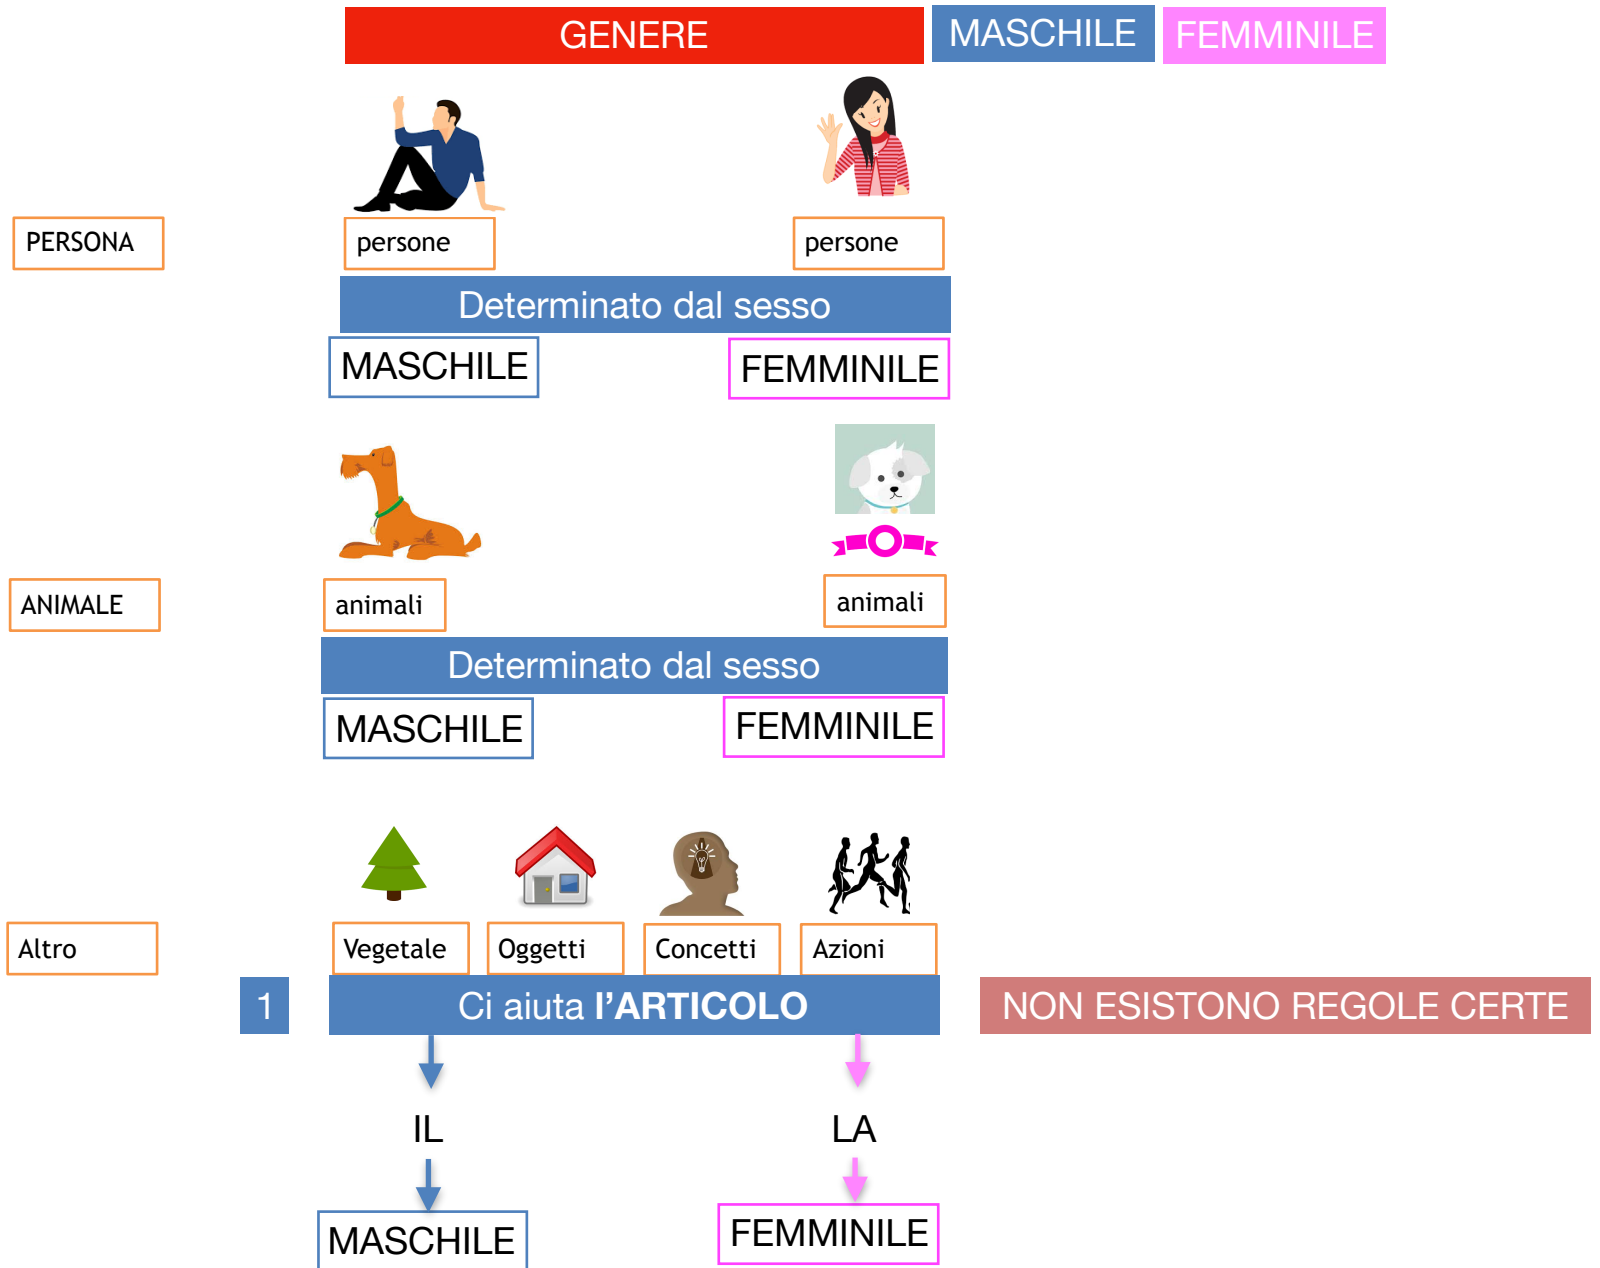 GENERE MASCHILE FEMMINILE
PERSONA persone persone
Determinato dal sesso
MASCHILE FEMMINILE
ANIMALE animali animali
Determinato dal sesso
MASCHILE FEMMINILE
Altro Vegetale Oggetti Concetti Azioni
1 Ci aiuta l’ARTICOLO NON ESISTONO REGOLE CERTE
IL LA
MASCHILE FEMMINILE